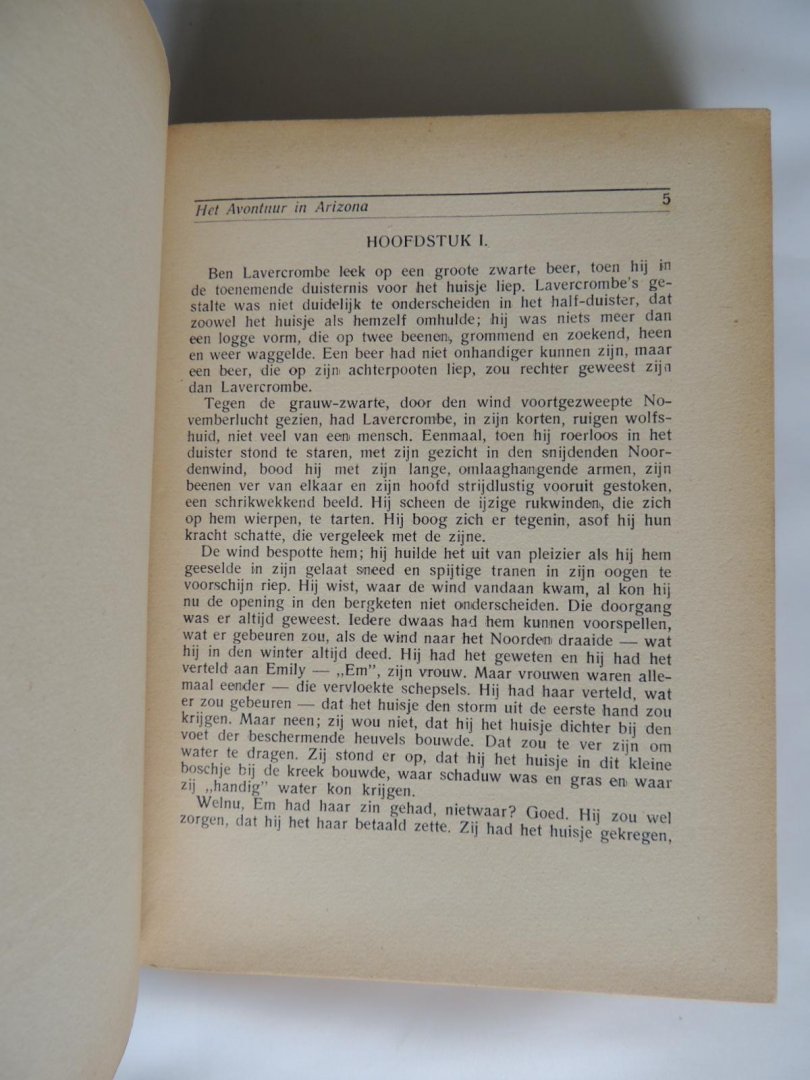 Het Avontuur in Arizona 5
HOOFDSTUK I.
Ben Lavercrombe leek op een groote zwarte beer, toen hij in
de toenemende duisternis voor het huisje liep. Lavercrombe's ge-
stalte was niet duidelijk te onderscheiden in het half-duister, dat
zoowel het huisje als hemzelf omhulde; hij was niets meer dan
een logge vorm, die op twee beenen, grommend en zoekend, heen
en weer waggelde. Een beer had niet onhandiger kunnen zijn, maar
een beer, die op zijn achterpooten liep, zou rechter geweest zijn
dan Lavercrombe.
Tegen de grauw-zwarte, door den wind voortgezweepte No-
vemberlucht gezien, had Lavercrombe, in zijn korten, ruigen wolfs-
huid, niet veel van een mensch. Eenmaal, toen hij roerloos in het
duister stond te staren, met zijn gezicht in den snijdenden Noor-
denwind, bood hij met zijn lange, omlaaghangende armen, zijn
beenen ver van elkaar en zijn hoofd strijdlustig vooruit gestoken,
een schrikwekkend beeld. Hij scheen de ijzige rukwinden, die zich
op hem wierpen, te tarten. Hij boog zich er tegenin, asof hij hun
kracht schatte, die vergeleek met de zijne.
De wind bespotte hem; hij huilde het uit van pleizier als hij hem
geeselde in zijn gelaat sneed en spijtige tranen in zijn oogen te
voorschijn riep. Hij wist, waar de wind vandaan kwam, al kon hij
nu de opening in den bergketen niet onderscheiden. Die doorgang
was er altijd geweest. Iedere dwaas had hem kunnen voorspellen,
wat er gebeuren zou, als de wind naar het Noorden draaide — wat
hij in den winter altijd deed. Hij had het geweten en hij had het
verteld aan Emily — „Em”, zijn vrouw. Maar vrouwen waren alle-
maal eender — die vervloekte schepsels. Hij had haar verteld, wat
er zou gebeuren — dat het huisje den storm uit de eerste hand zou
krijgen. Maar neen; zij wou niet, dat hij het huisje dichter bij den
voet der beschermende heuvels bouwde. Dat zou te ver zijn om
water te dragen. Zij stond er op, dat hij het huisje in dit kleine
boschje bij de kreek bouwde, waar schaduw was en gras en waar
zij „handig” water kon krijgen.
Welnu, Em had haar zin gehad, nietwaar? Goed. Hij zou wel
zorgen, dat hij het haar betaald zette. Zij had het huisje gekregen,